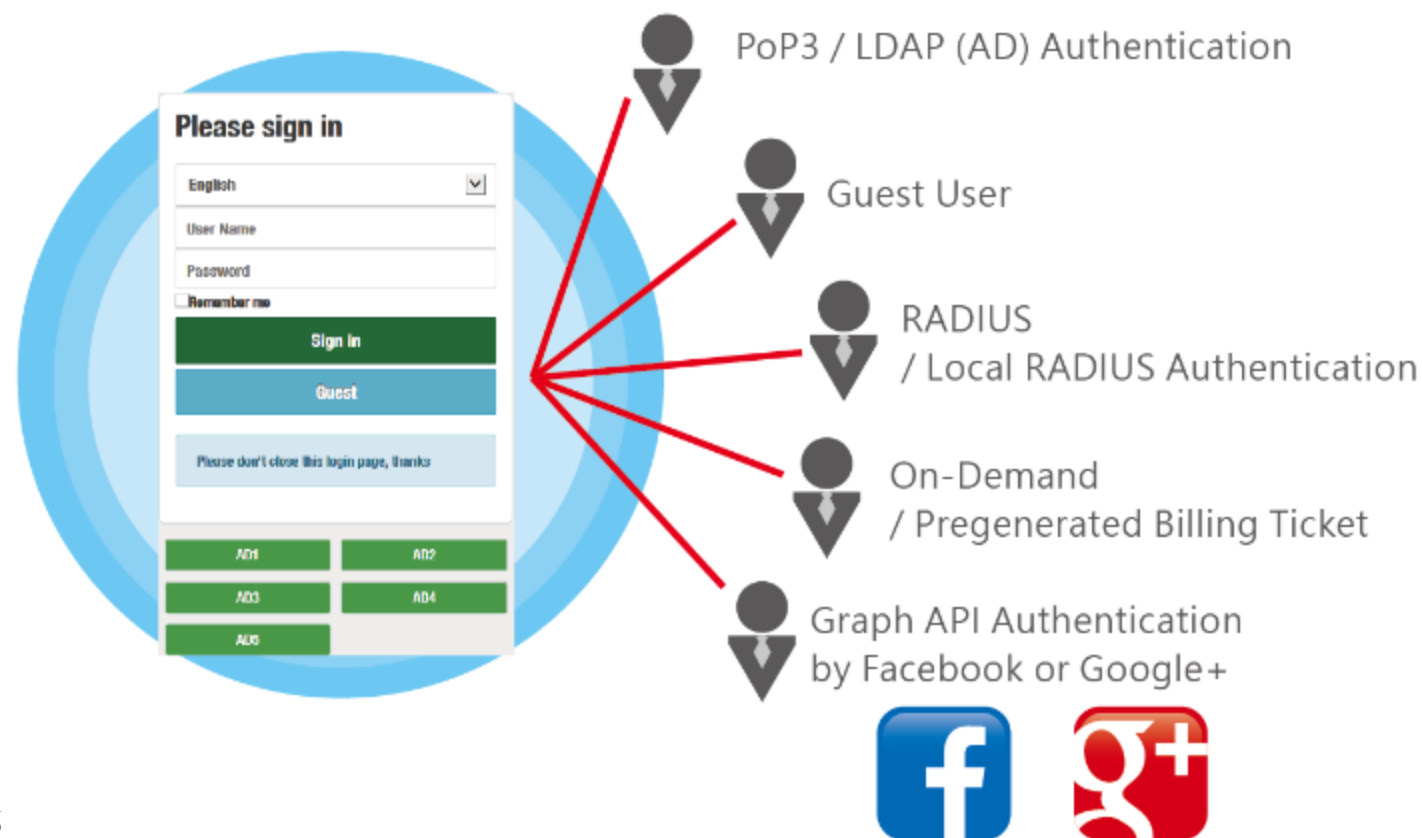 Please sign in
English
User Name
Password
Remember me
Sign in
Guest
Please don't close this login page, thanks
AD1
AD2
AD3
AD4
AD5
PoP3 / LDAP (AD) Authentication
Guest User
RADIUS
/ Local RADIUS Authentication
On-Demand
/ Pregenerated Billing Ticket
Graph API Authentication
by Facebook or Google+
f
g+